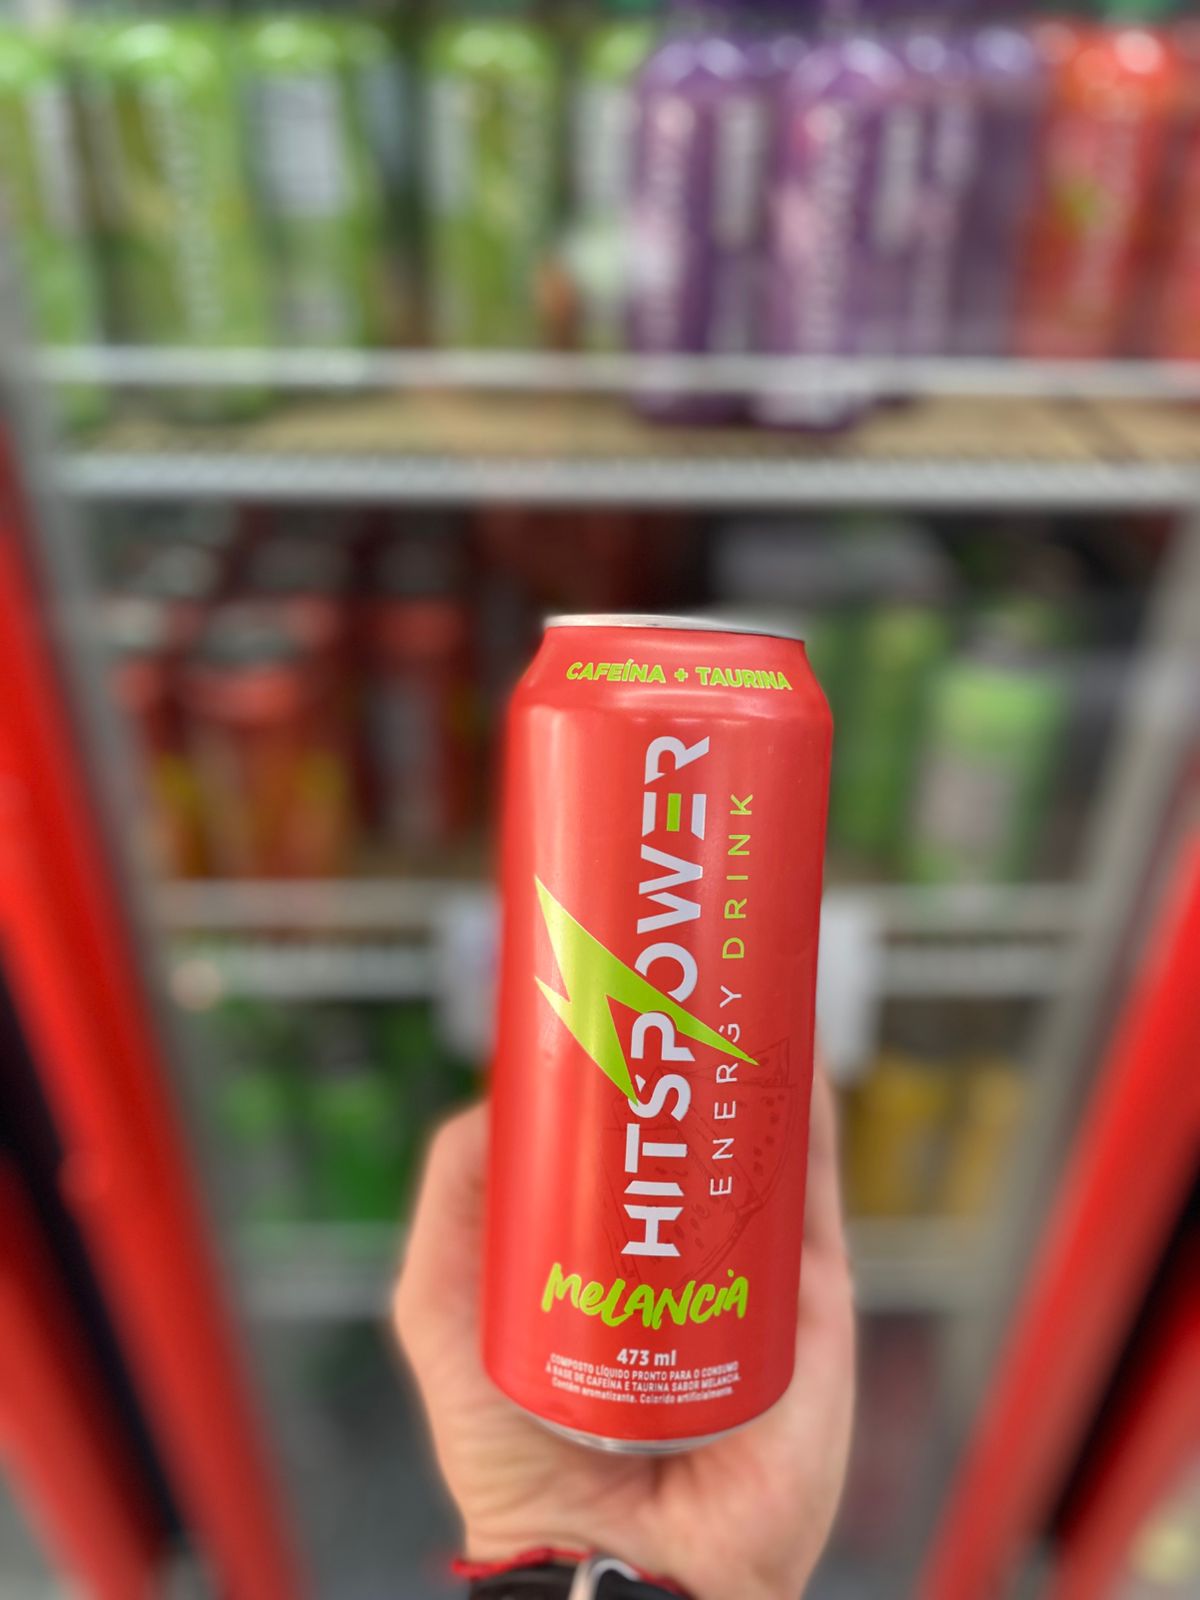 CAFEÍNA + TAURINA
HITSPOWER
ENERGY DRINK
MELANCIA
473 ml
COMPOSTO LÍQUIDO PRONTO PARA O CONSUMO
À BASE DE CAFEÍNA E TAURINA SABOR MELANCIA.
Contém aromatizante. Colorido artificialmente.